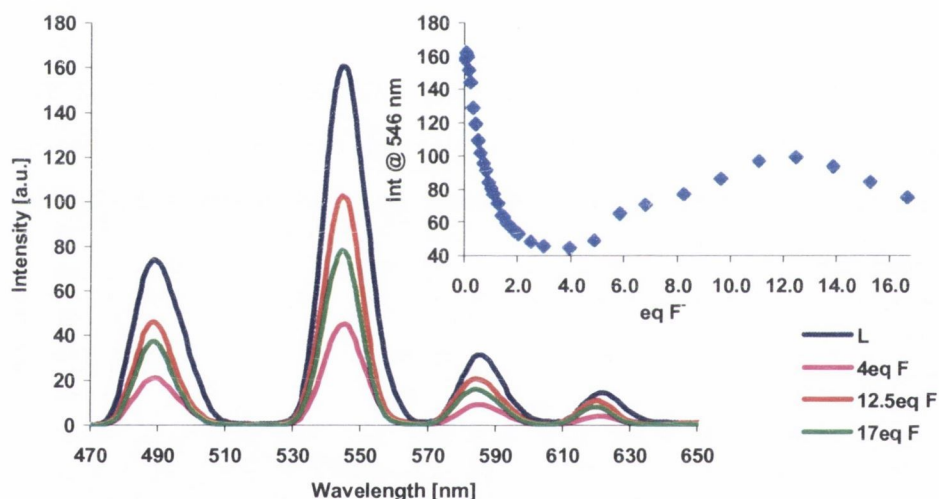 180
160
140
120
100
80
60
40
20
0
Intensity [a.u.]
470 490 510 530 550 570 590 610 630 650
Wavelength [nm]
180
160
140
120
100
80
60
40
Int @ 546 nm
0.0 2.0 4.0 6.0 8.0 10.0 12.0 14.0 16.0
eq F⁻
L
4eq F
12.5eq F
17eq F